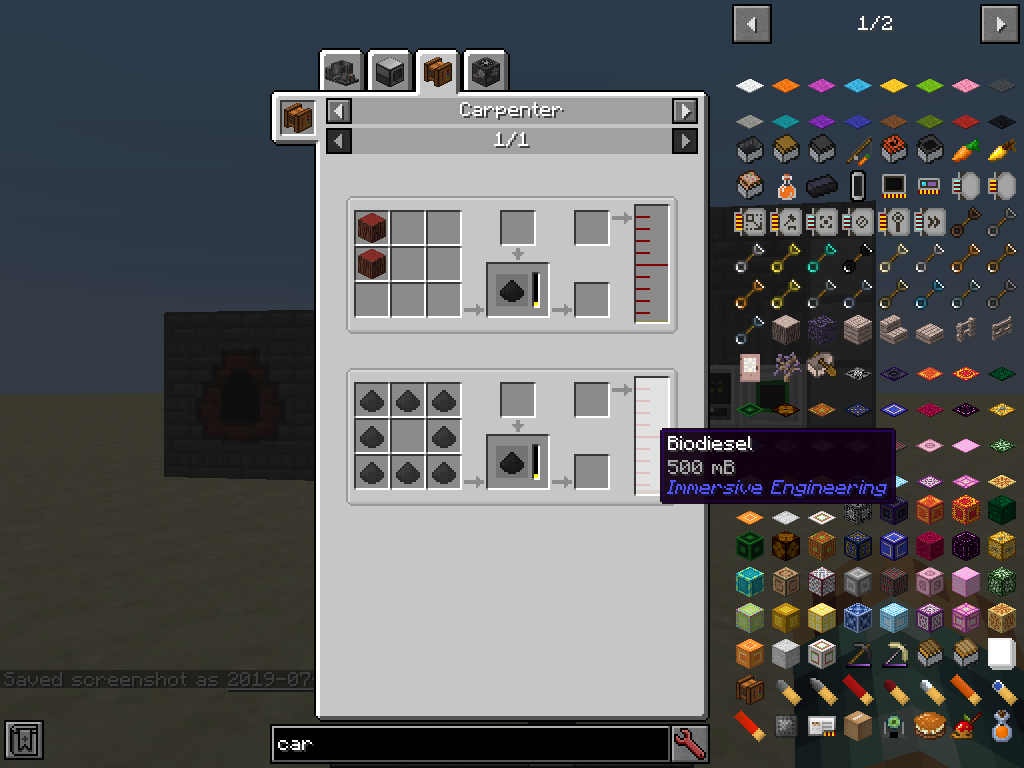 1/2
Carpenter
1/1
Biodiesel
500 mB
Immersive Engineering
Saved screenshot as 2019-07-
car